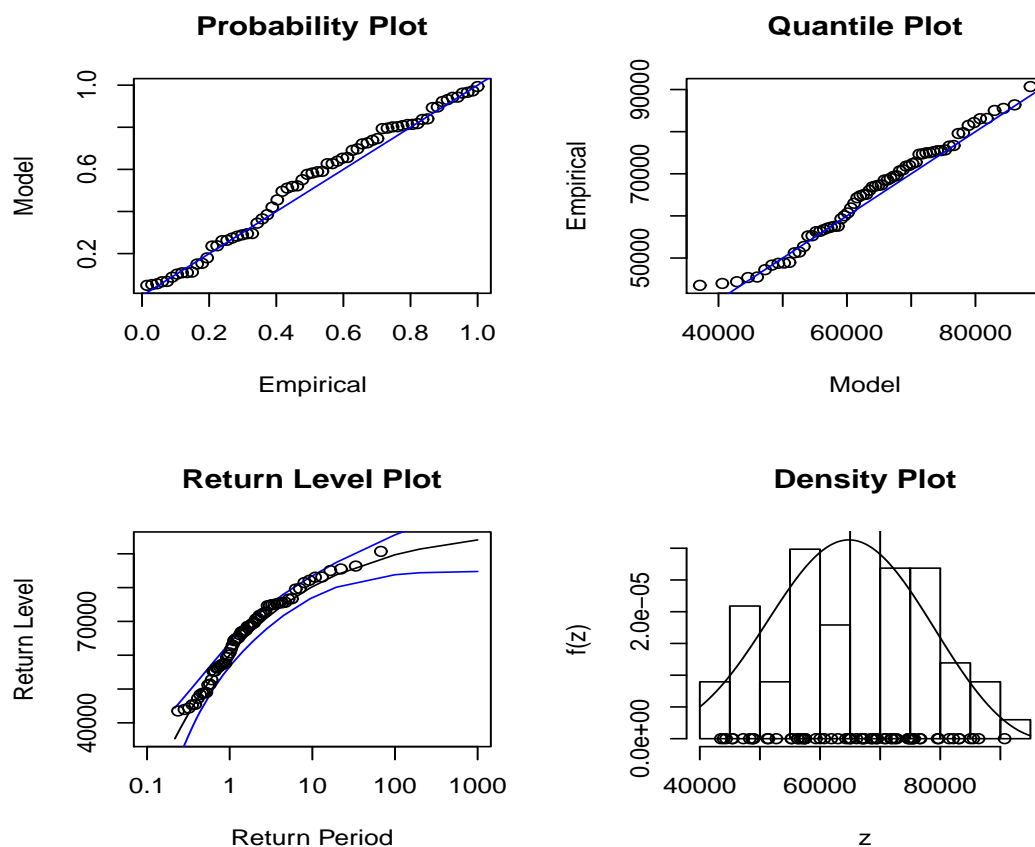 Probability Plot
Model
0.2
0.6
1.0
0.0
0.2
0.4
0.6
0.8
1.0
Empirical
Quantile Plot
Empirical
50000
70000
90000
40000
60000
80000
Model
Return Level Plot
Return Level
40000
70000
0.1
1
10
100
1000
Return Period
Density Plot
f(z)
0.0e+00
2.0e-05
40000
60000
80000
z